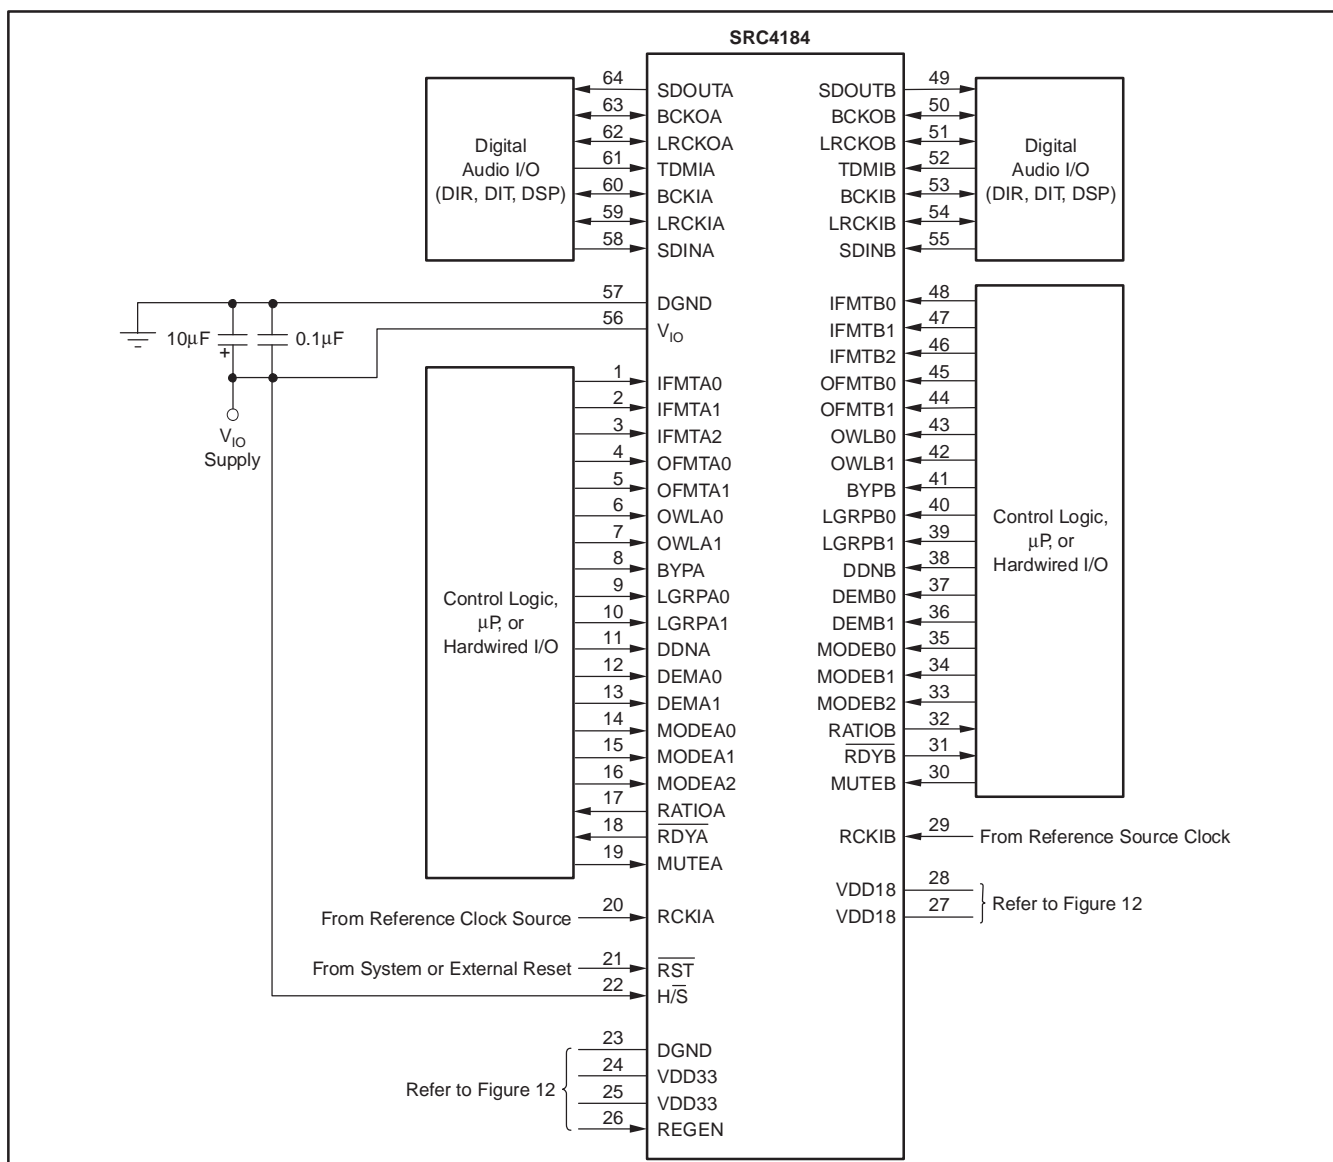 SRC4184
64 SDOUTA SDOUTB 49
63 BCKOA BCKOB 50
62 LRCKOA LRCKOB 51
61 TDMIA TDMIB 52
60 BCKIA BCKIB 53
59 LRCKIA LRCKIB 54
58 SDINA SDINB 55
Digital
Audio I/O
(DIR, DIT, DSP)
Digital
Audio I/O
(DIR, DIT, DSP)
57 DGND
56 VIO
10µF
+
0.1µF
VIO
Supply
1 IFMTA0
2 IFMTA1
3 IFMTA2
4 OFMTA0
5 OFMTA1
6 OWLA0
7 OWLA1
8 BYPA
9 LGRPA0
10 LGRPA1
11 DDNA
12 DEMA0
13 DEMA1
14 MODEA0
15 MODEA1
16 MODEA2
17 RATIOA
18 RDYA
19 MUTEA
Control Logic,
µP, or
Hardwired I/O
IFMTB0 48
IFMTB1 47
IFMTB2 46
OFMTB0 45
OFMTB1 44
OWLB0 43
OWLB1 42
BYPB 41
LGRPB0 40
LGRPB1 39
DDNB 38
DEMB0 37
DEMB1 36
MODEB0 35
MODEB1 34
MODEB2 33
RATIOB 32
RDYB 31
MUTEB 30
Control Logic,
µP, or
Hardwired I/O
From Reference Clock Source 20 RCKIA
RCKIB 29 From Reference Source Clock
VDD18 28
VDD18 27
Refer to Figure 12
From System or External Reset 21 RST
22 H/S
23 DGND
24 VDD33
25 VDD33
26 REGEN
Refer to Figure 12